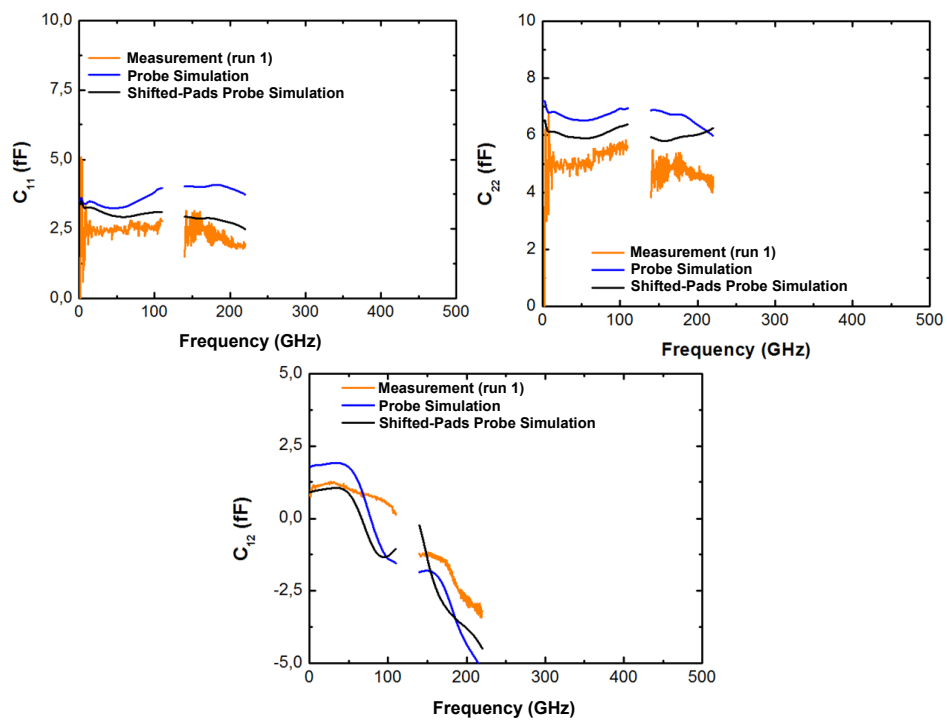 10,0
7,5
5,0
2,5
0,0
C11 (fF)
Measurement (run 1)
Probe Simulation
Shifted-Pads Probe Simulation
0 100 200 300 400 500
Frequency (GHz)
10
8
6
4
2
0
C22 (fF)
Measurement (run 1)
Probe Simulation
Shifted-Pads Probe Simulation
0 100 200 300 400 500
Frequency (GHz)
5,0
2,5
0,0
-2,5
-5,0
C12 (fF)
Measurement (run 1)
Probe Simulation
Shifted-Pads Probe Simulation
0 100 200 300 400 500
Frequency (GHz)